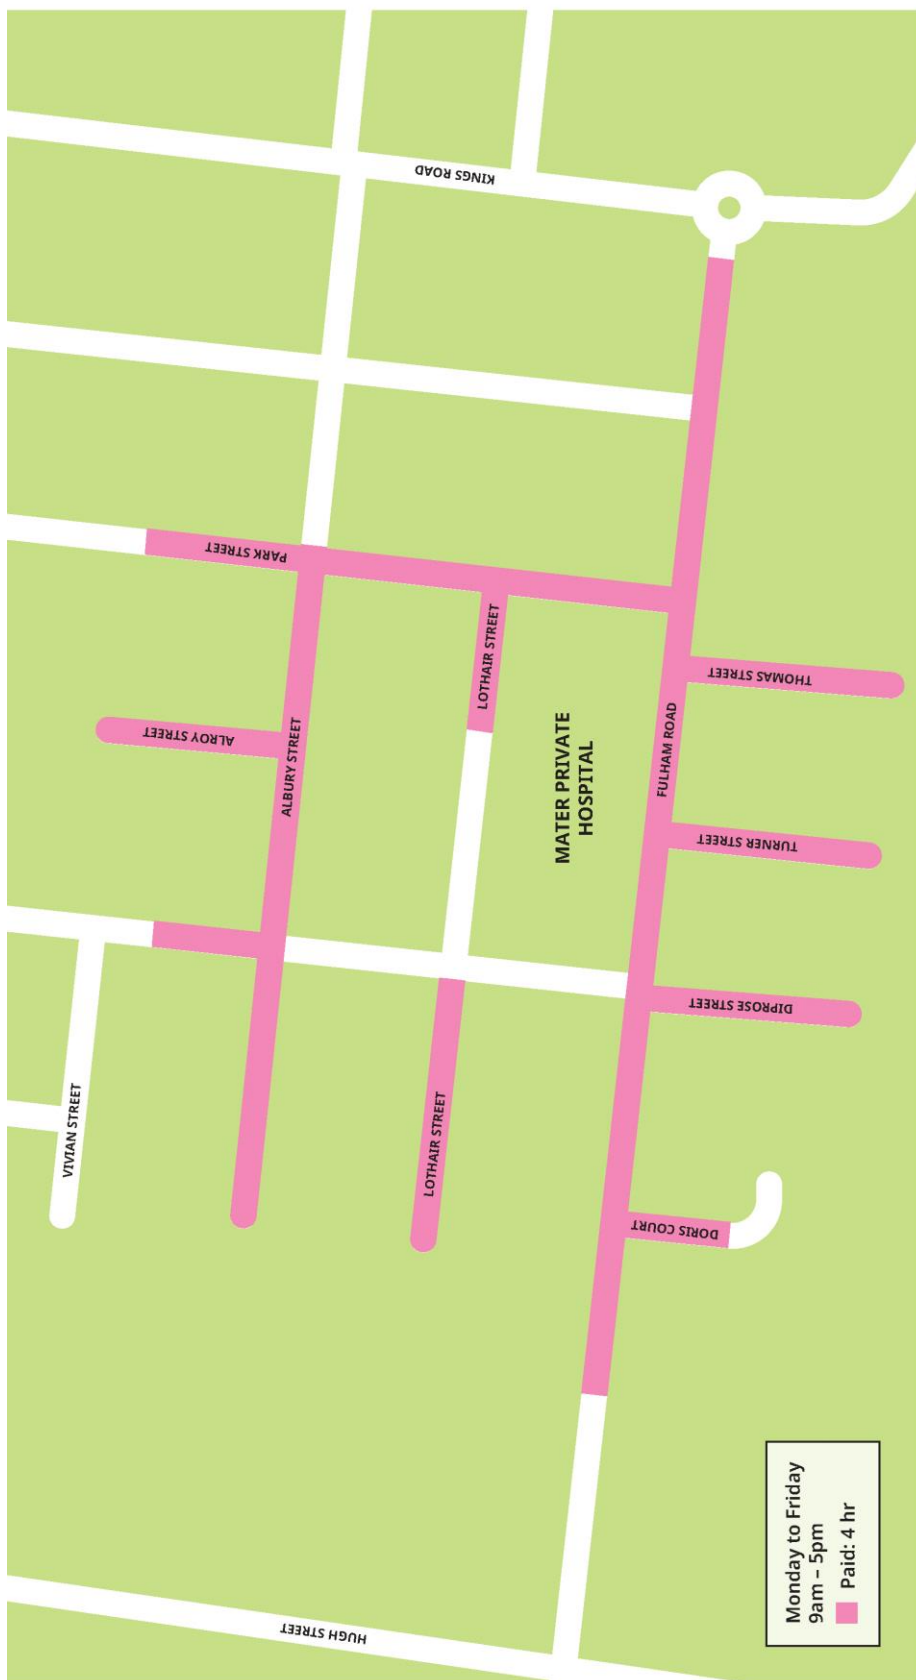 KINGS ROAD
PARK STREET
LOTHAIR STREET
THOMAS STREET
ALROY STREET
ALBURY STREET
MATER PRIVATE
HOSPITAL
FULHAM ROAD
TURNER STREET
DIPROSE STREET
VIVIAN STREET
LOTHAIR STREET
DORIS COURT
HUGH STREET
Monday to Friday
9am – 5pm
Paid: 4 hr